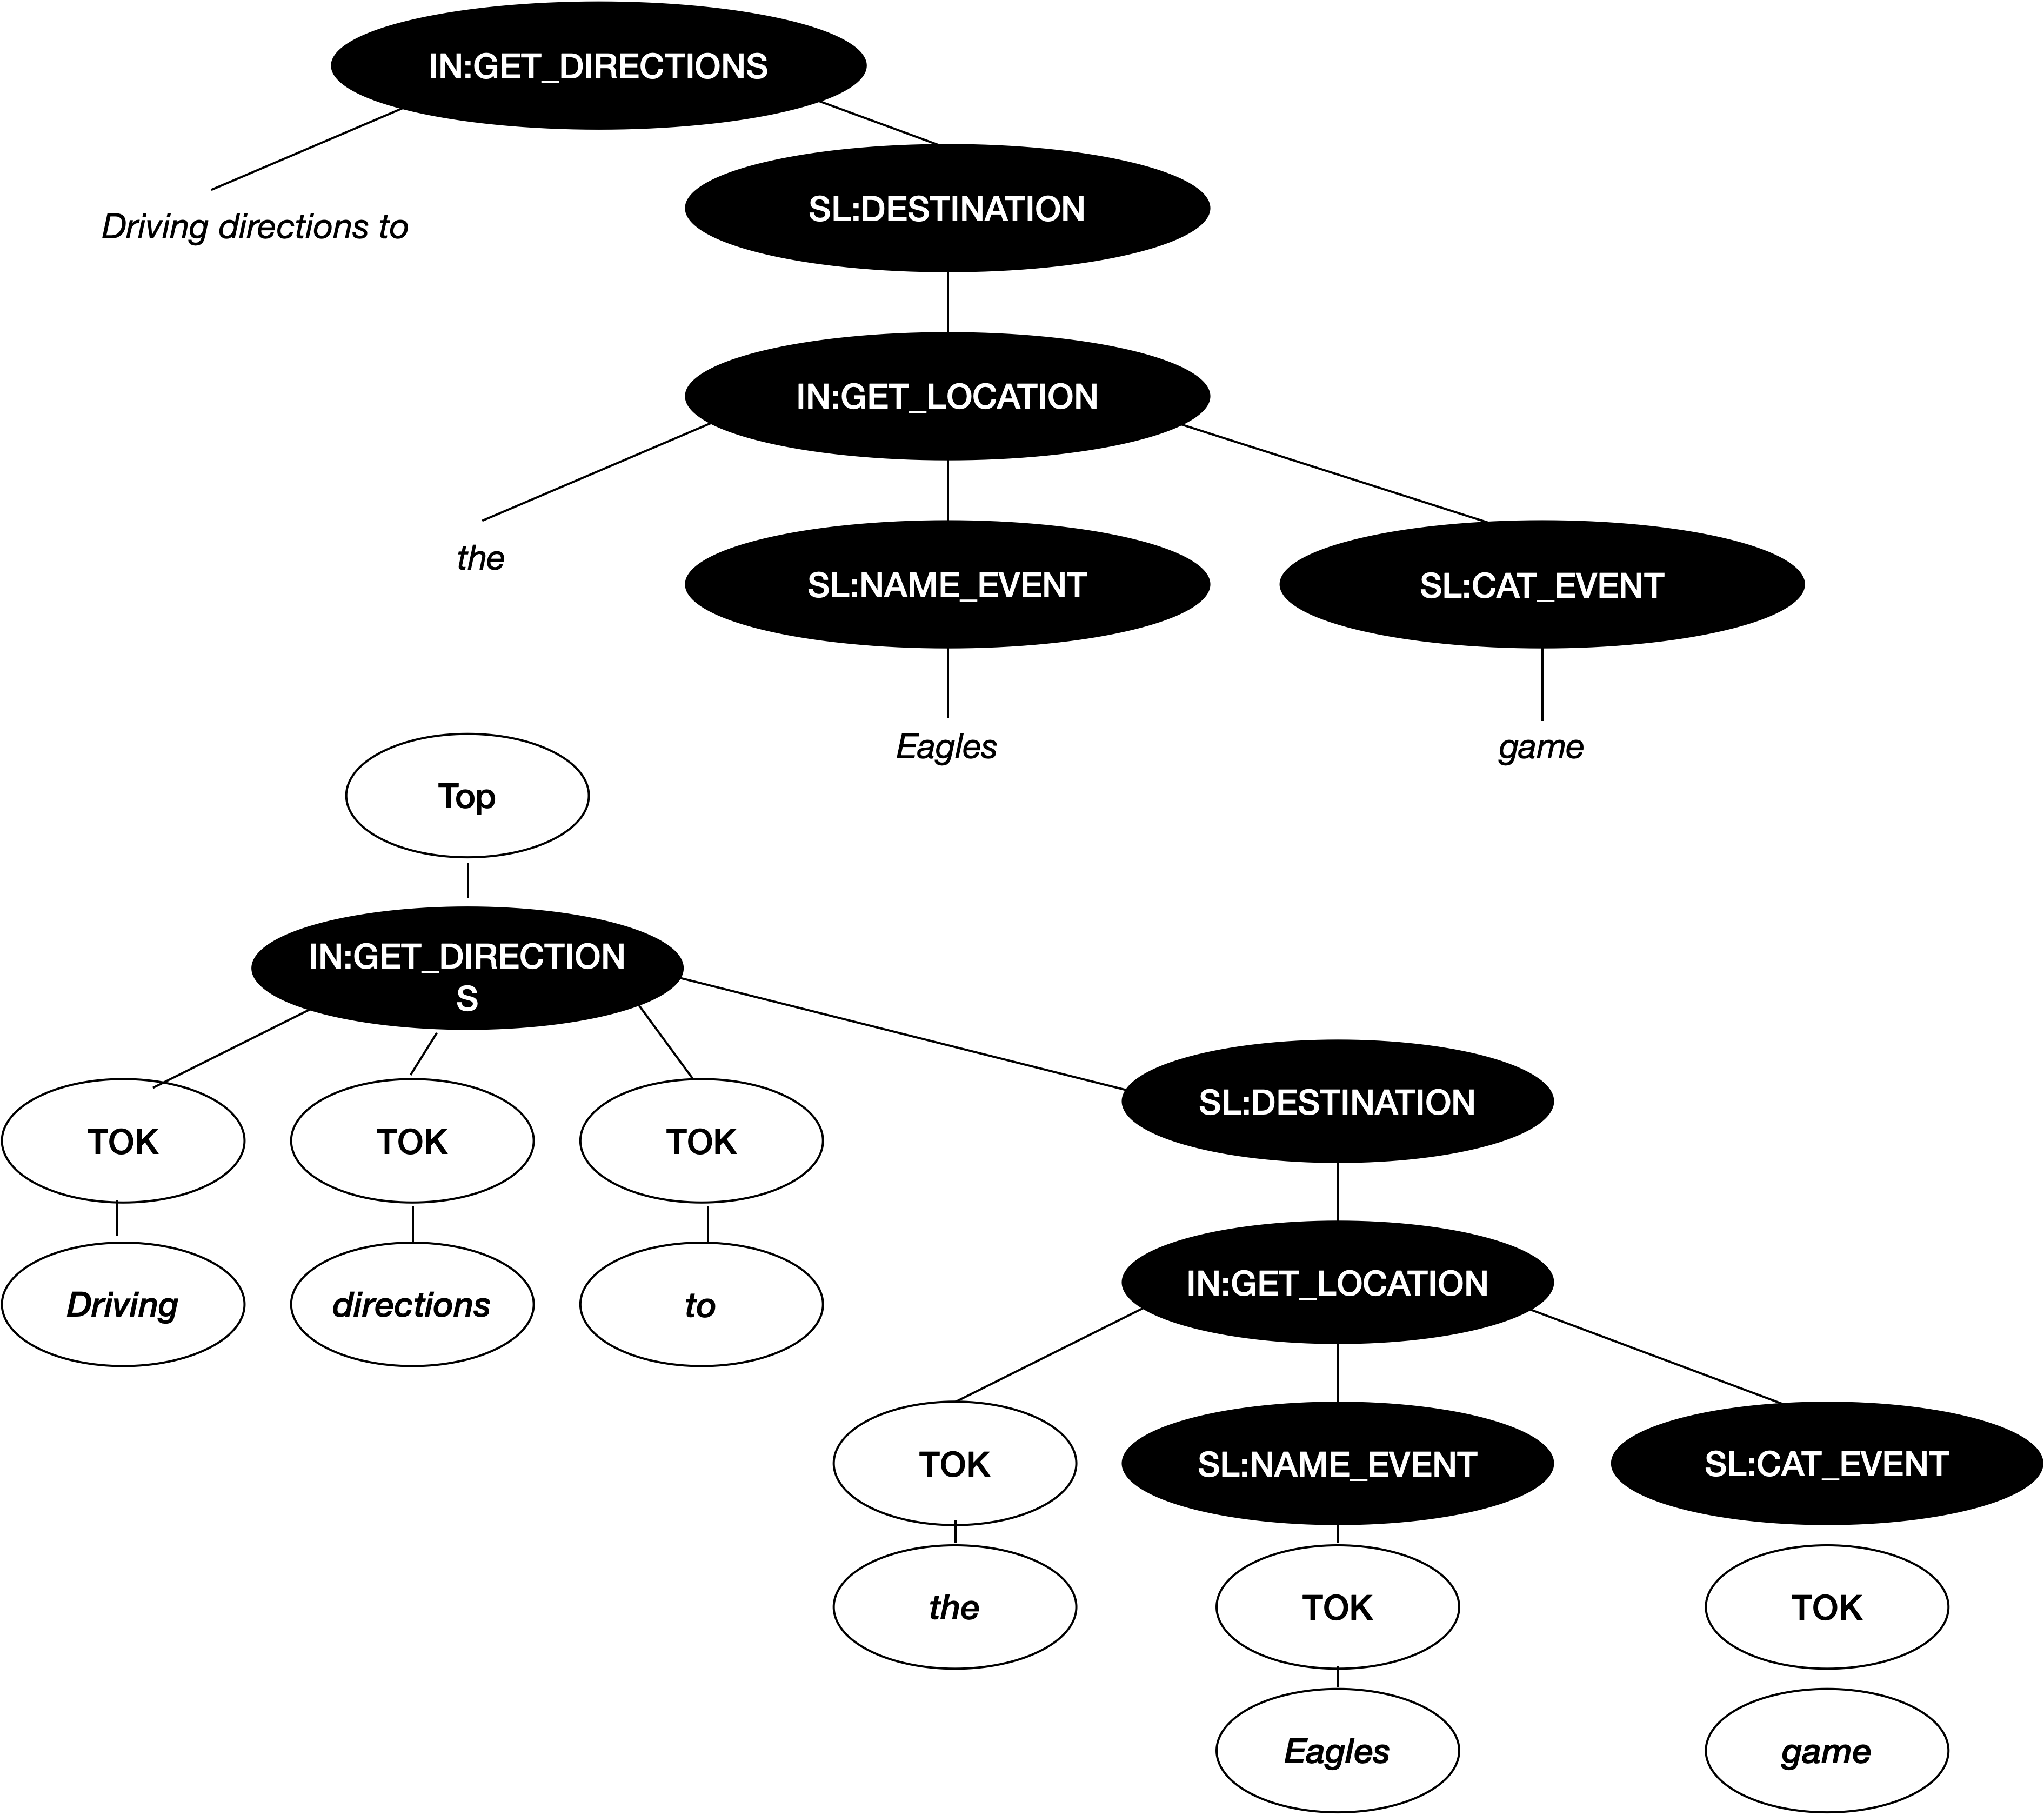 IN:GET_DIRECTIONS
Driving directions to
SL:DESTINATION
IN:GET_LOCATION
the
SL:NAME_EVENT
SL:CAT_EVENT
Eagles
game
Top
IN:GET_DIRECTION
S
SL:DESTINATION
TOK
TOK
TOK
Driving
directions
to
IN:GET_LOCATION
TOK
SL:NAME_EVENT
SL:CAT_EVENT
the
TOK
TOK
Eagles
game